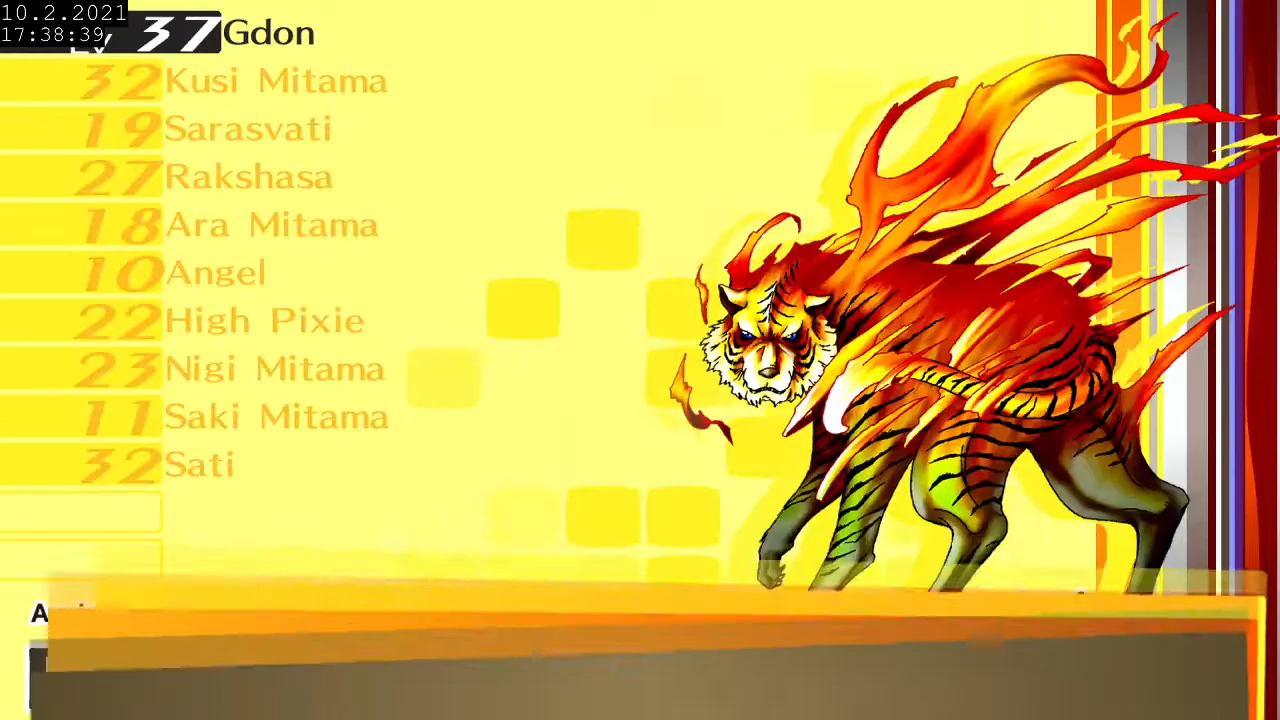 10.2.2021
17:38:39
Lv 37 Gdon
32 Kusi Mitama
19 Sarasvati
27 Rakshasa
18 Ara Mitama
10 Angel
22 High Pixie
23 Nigi Mitama
11 Saki Mitama
32 Sati